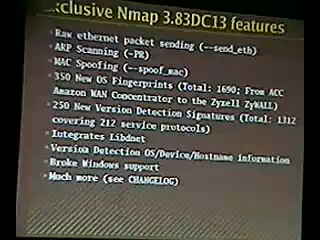 xclusive Nmap 3.83DC13 features
Raw ethernet packet sending (--send_eth)
ARP Scanning (-PR)
MAC Spoofing (--spoof_mac)
350 New OS Fingerprints (Total: 1690; From ACC
Amazon WAN Concentrator to the Zyzell ZyWALL)
250 New Version Detection Signatures (Total: 1312
covering 212 service protocols)
Integrates Libdnet
Version Detection OS/Device/Hostname information
Broke Windows support
Much more (see CHANGELOG)